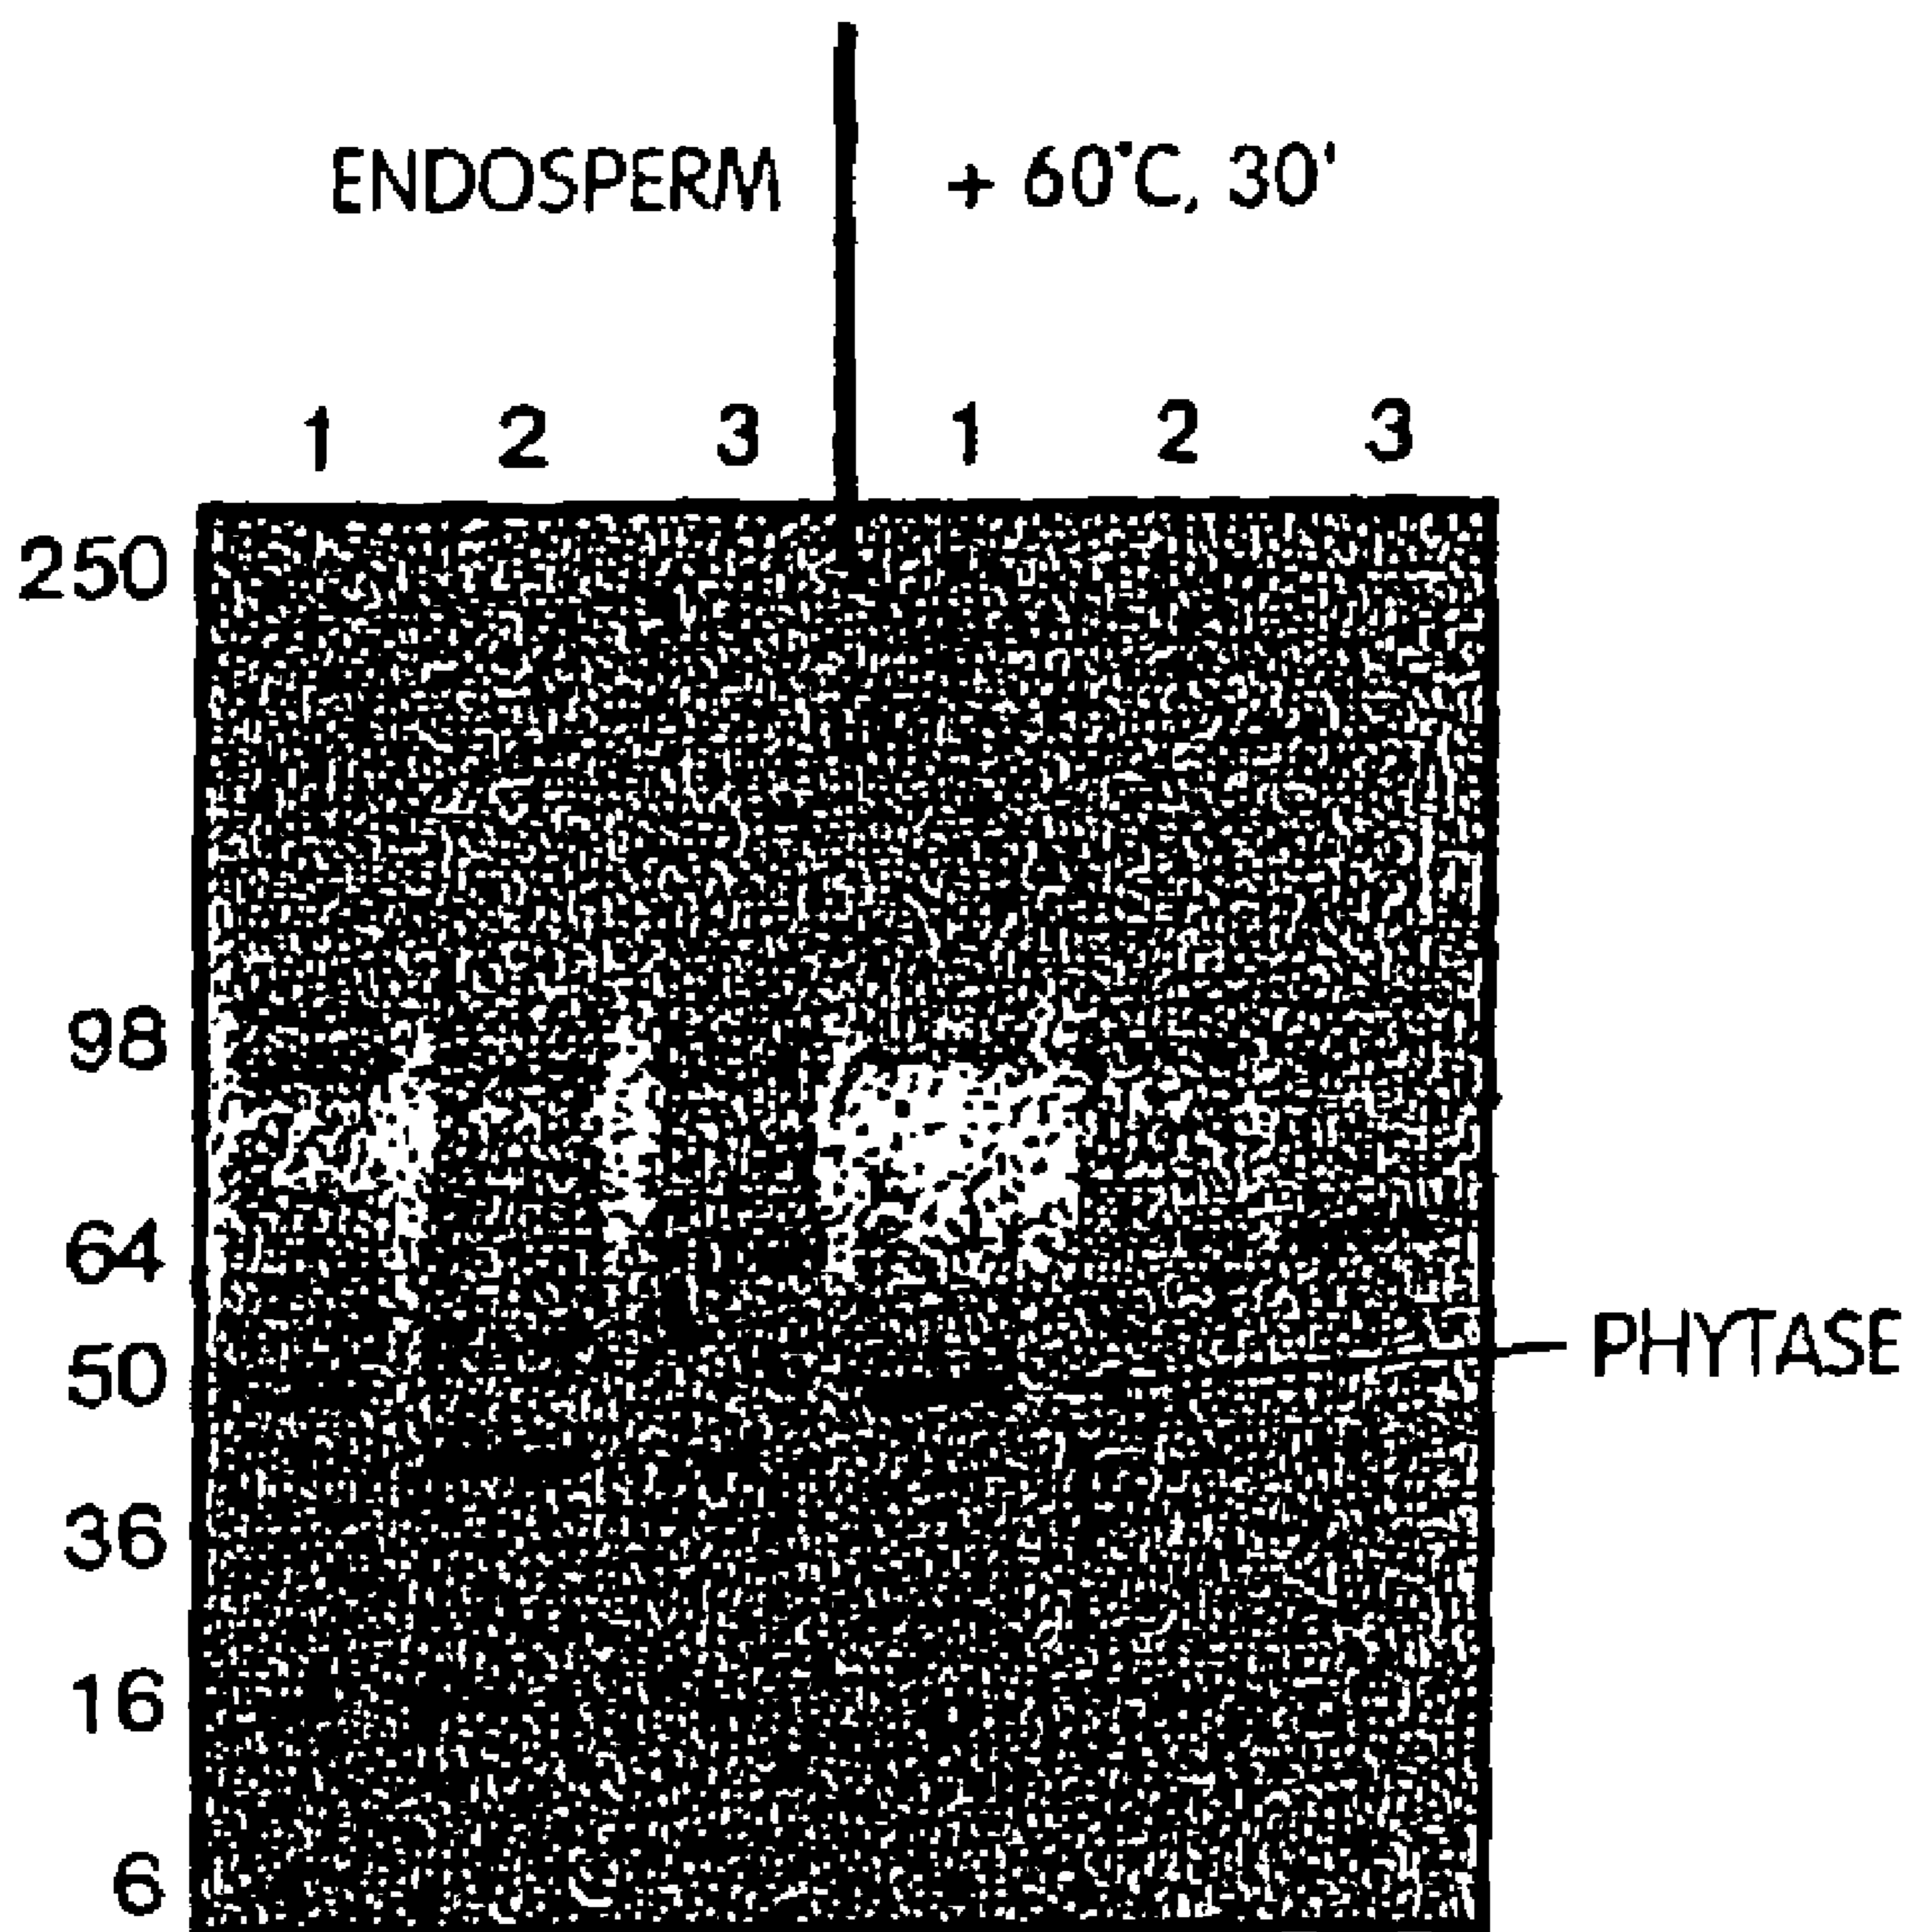 ENDOSPERM + 60°C, 30'
1 2 3 1 2 3
250
98
64
50
PHYTASE
36
16
6